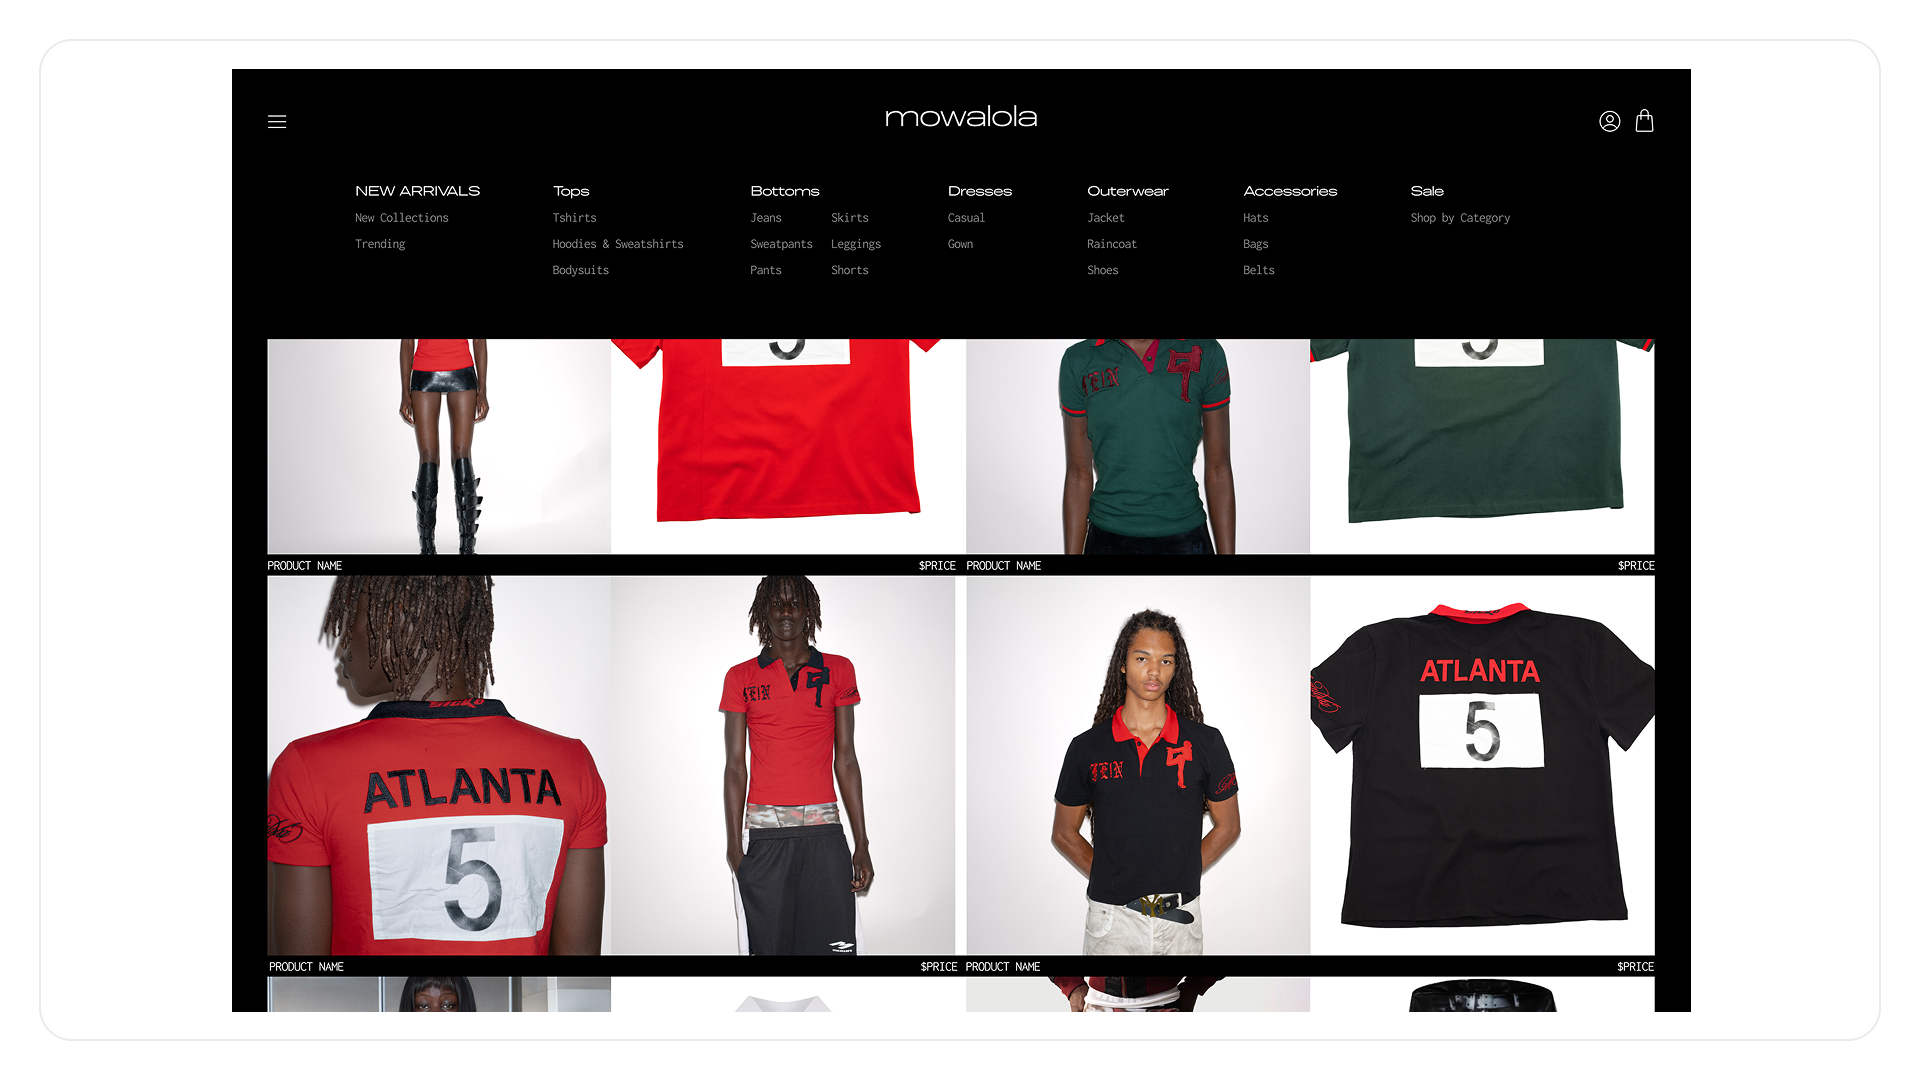 mowalola
NEW ARRIVALS
New Collections
Trending
Tops
Tshirts
Hoodies & Sweatshirts
Bodysuits
Bottoms
Jeans
Sweatpants
Pants
Skirts
Leggings
Shorts
Dresses
Casual
Gown
Outerwear
Jacket
Raincoat
Shoes
Accessories
Hats
Bags
Belts
Sale
Shop by Category
PRODUCT NAME $PRICE
PRODUCT NAME $PRICE
ATLANTA
5
ATLANTA
5
PRODUCT NAME $PRICE
PRODUCT NAME $PRICE